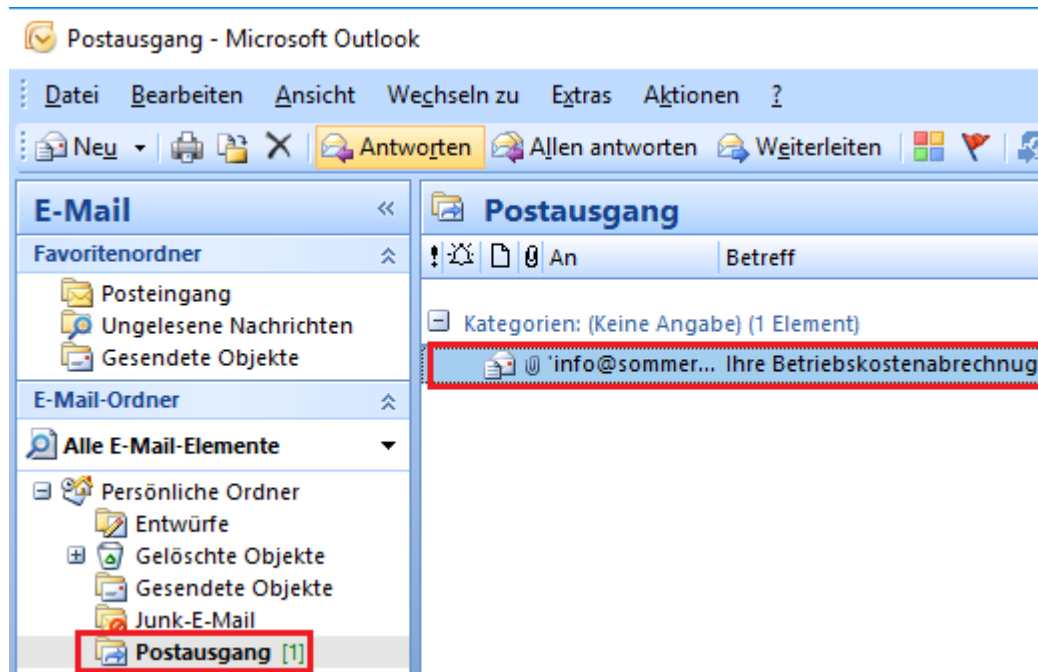 Postausgang - Microsoft Outlook
Datei Bearbeiten Ansicht Wechseln zu Extras Aktionen ?
Neu Antworten Allen antworten Weiterleiten
E-Mail «
Favoritenordner
Posteingang
Ungelesene Nachrichten
Gesendete Objekte
E-Mail-Ordner
Alle E-Mail-Elemente
Persönliche Ordner
Entwürfe
Gelöschte Objekte
Gesendete Objekte
Junk-E-Mail
Postausgang [1]
Postausgang
! An Betreff
Kategorien: (Keine Angabe) (1 Element)
'info@sommer... Ihre Betriebskostenabrechnug